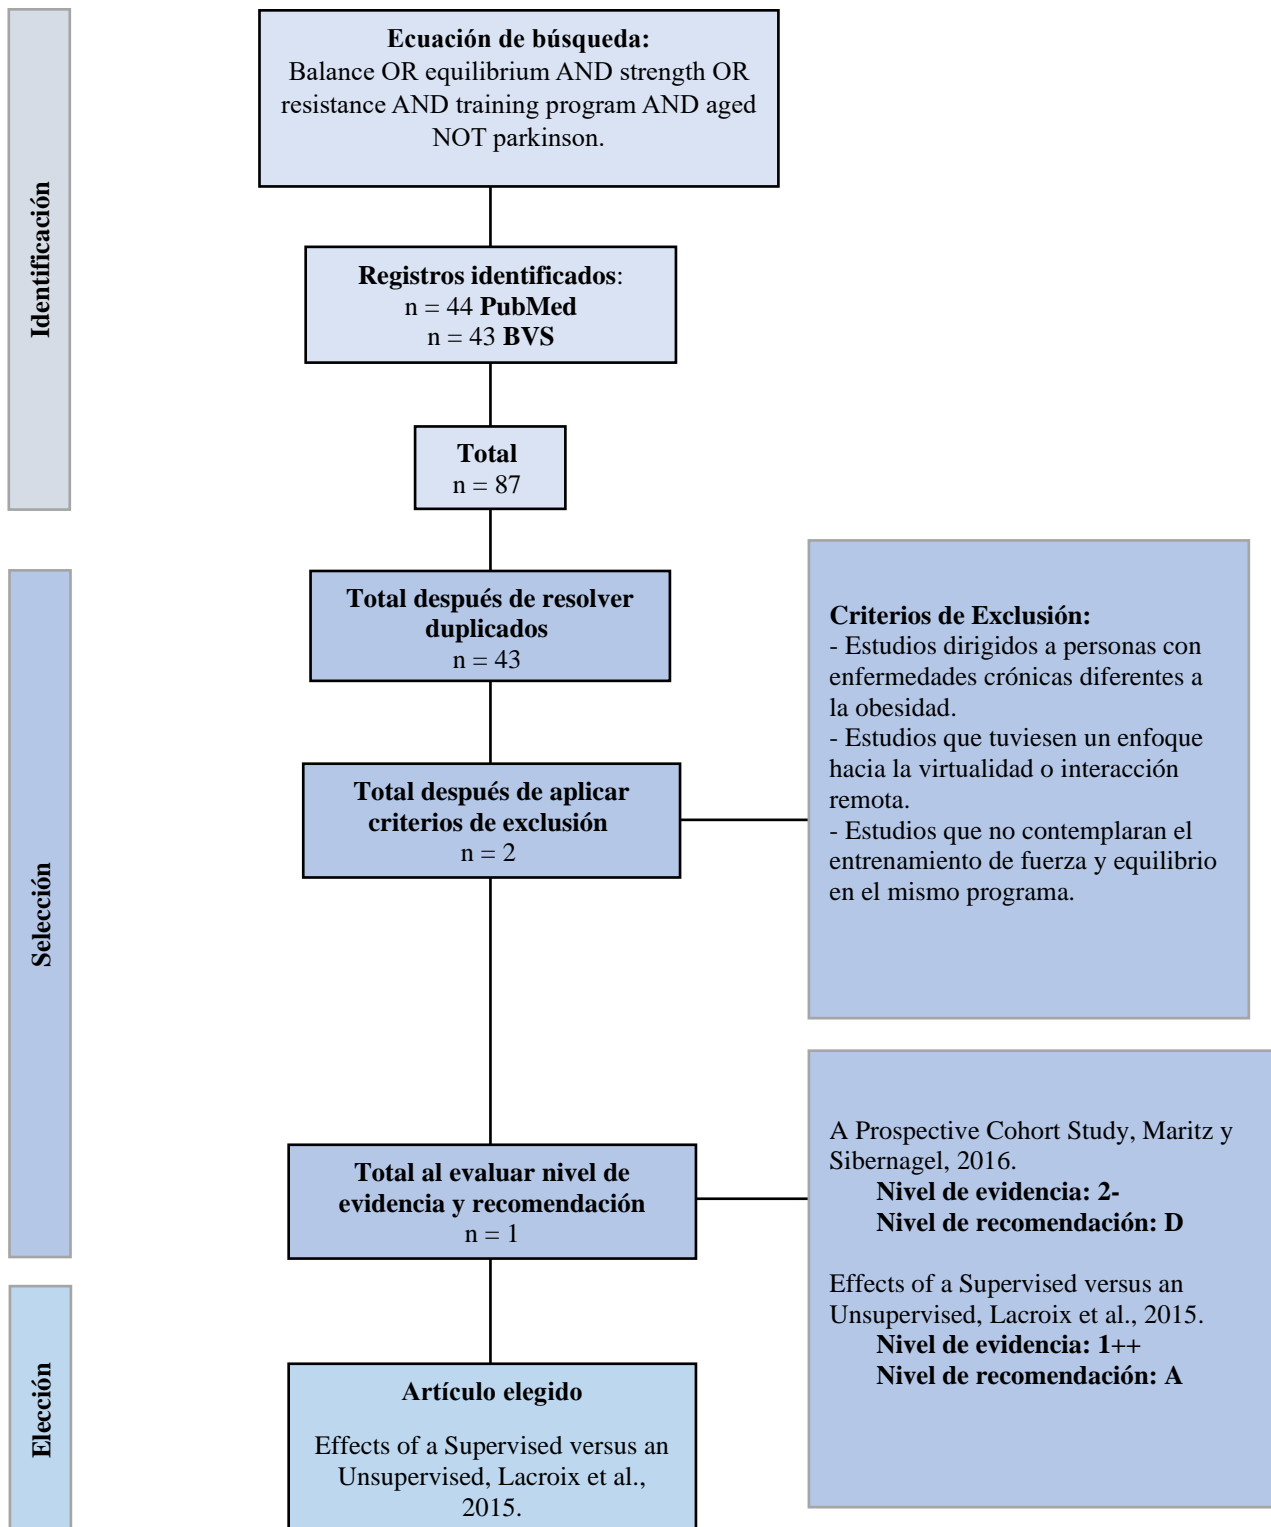 Identificación
Ecuación de búsqueda:
Balance OR equilibrium AND strength OR
resistance AND training program AND aged
NOT parkinson.
Registros identificados:
n = 44 PubMed
n = 43 BVS
Total
n = 87
Selección
Total después de resolver
duplicados
n = 43
Total después de aplicar
criterios de exclusión
n = 2
Criterios de Exclusión:
- Estudios dirigidos a personas con
enfermedades crónicas diferentes a
la obesidad.
- Estudios que tuviesen un enfoque
hacia la virtualidad o interacción
remota.
- Estudios que no contemplaran el
entrenamiento de fuerza y equilibrio
en el mismo programa.
Total al evaluar nivel de
evidencia y recomendación
n = 1
A Prospective Cohort Study, Maritz y
Sibernagel, 2016.
Nivel de evidencia: 2-
Nivel de recomendación: D
Effects of a Supervised versus an
Unsupervised, Lacroix et al., 2015.
Nivel de evidencia: 1++
Nivel de recomendación: A
Elección
Artículo elegido
Effects of a Supervised versus an
Unsupervised, Lacroix et al.,
2015.